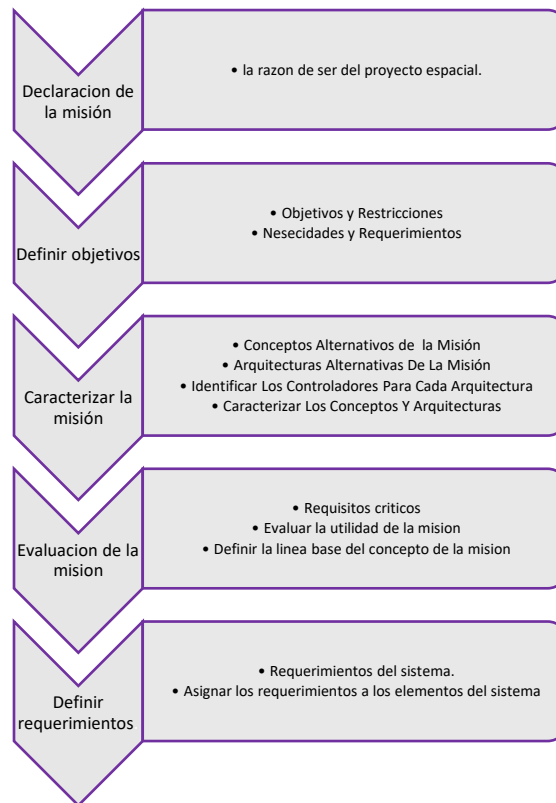 Declaracion de
la misión
• la razon de ser del proyecto espacial.
Definir objetivos
• Objetivos y Restricciones
• Nesecidades y Requerimientos
Caracterizar la
misión
• Conceptos Alternativos de la Misión
• Arquitecturas Alternativas De La Misión
• Identificar Los Controladores Para Cada Arquitectura
• Caracterizar Los Conceptos Y Arquitecturas
Evaluacion de la
mision
• Requisitos criticos
• Evaluar la utilidad de la mision
• Definir la linea base del concepto de la mision
Definir
requerimientos
• Requerimientos del sistema.
• Asignar los requerimientos a los elementos del sistema